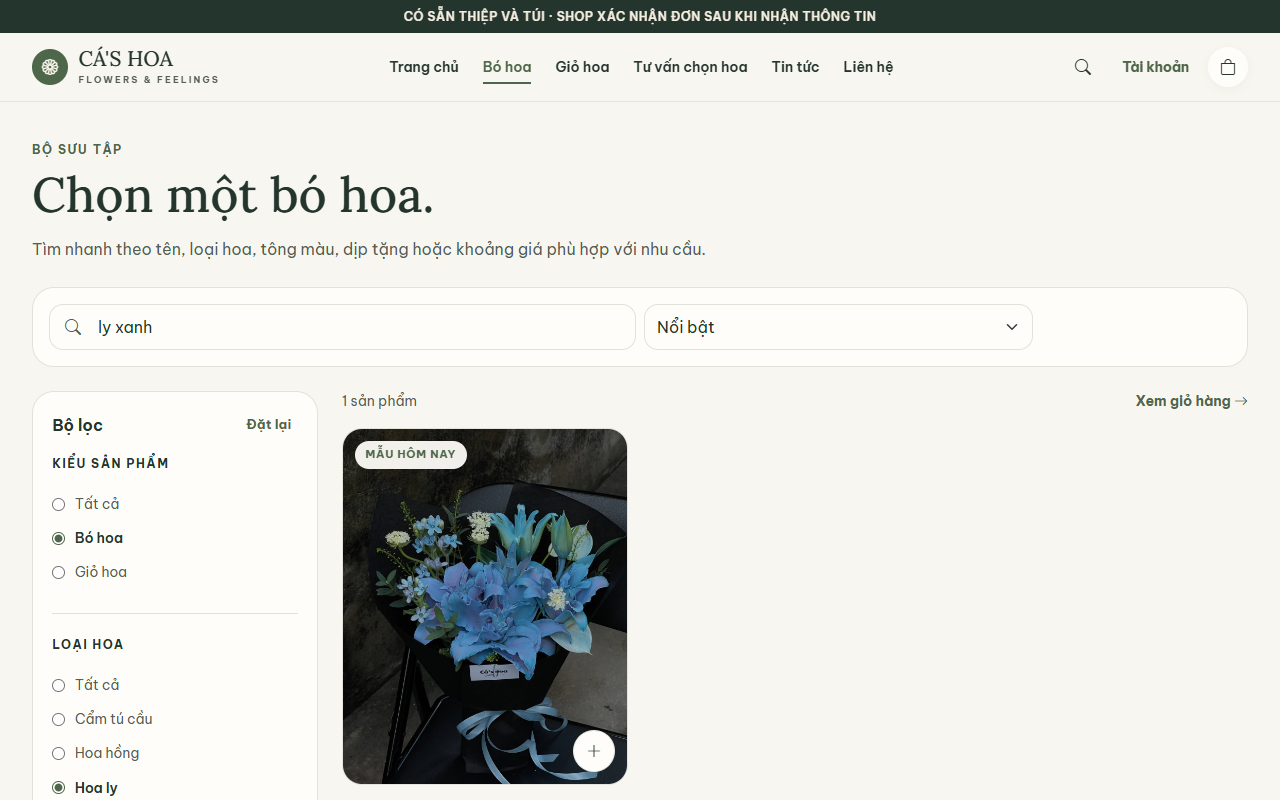 CÓ SẴN THIỆP VÀ TÚI · SHOP XÁC NHẬN ĐƠN SAU KHI NHẬN THÔNG TIN
CÁ'S HOA
FLOWERS & FEELINGS
Trang chủ
Bó hoa
Giỏ hoa
Tư vấn chọn hoa
Tin tức
Liên hệ
Tài khoản
BỘ SƯU TẬP
Chọn một bó hoa.
Tìm nhanh theo tên, loại hoa, tông màu, dịp tặng hoặc khoảng giá phù hợp với nhu cầu.
ly xanh
Nổi bật
Bộ lọc
Đặt lại
KIỂU SẢN PHẨM
Tất cả
Bó hoa
Giỏ hoa
LOẠI HOA
Tất cả
Cẩm tú cầu
Hoa hồng
Hoa ly
1 sản phẩm
Xem giỏ hàng →
MẪU HÔM NAY